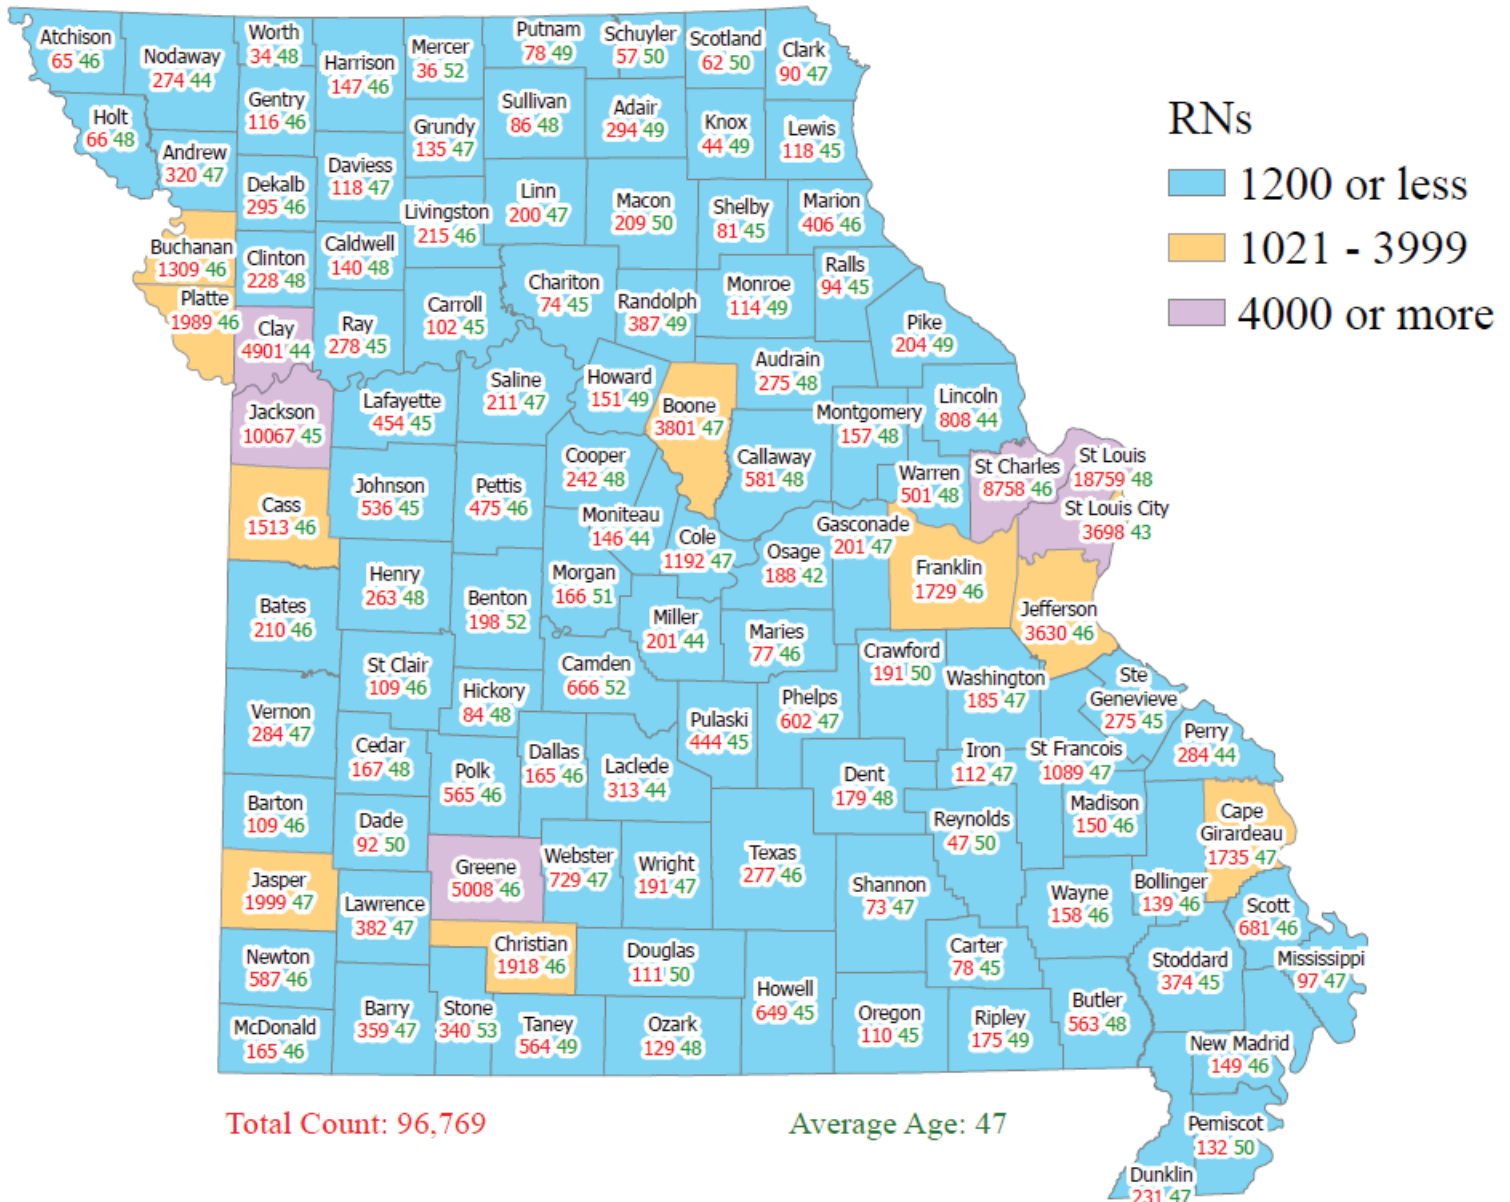 Atchison
65 46
Nodaway
274 44
Worth
34 48
Harrison
147 46
Mercer
36 52
Putnam
78 49
Schuyler
57 50
Scotland
62 50
Clark
90 47
Holt
66 48
Gentry
116 46
Sullivan
86 48
Adair
294 49
Knox
44 49
Lewis
118 45
Grundy
135 47
Andrew
320 47
Dekalb
295 46
Daviess
118 47
Livingston
215 46
Linn
200 47
Macon
209 50
Shelby
81 45
Marion
406 46
Buchanan
1309 46
Clinton
228 48
Caldwell
140 48
Chariton
74 45
Randolph
387 49
Monroe
114 49
Ralls
94 45
Platte
1989 46
Clay
4901 44
Ray
278 45
Carroll
102 45
Pike
204 49
Audrain
275 48
Jackson
10067 45
Lafayette
454 45
Saline
211 47
Howard
151 49
Boone
3801 47
Montgomery
157 48
Lincoln
808 44
Callaway
581 48
Cooper
242 48
Warren
501 48
St Charles
8758 46
St Louis
18759 48
St Louis City
3698 43
Cass
1513 46
Johnson
536 45
Pettis
475 46
Moniteau
146 44
Cole
1192 47
Osage
188 42
Gasconade
201 47
Franklin
1729 46
Jefferson
3630 46
Bates
210 46
Henry
263 48
Benton
198 52
Morgan
166 51
Miller
201 44
Maries
77 46
Crawford
191 50
Washington
185 47
Ste
Genevieve
275 45
St Clair
109 46
Hickory
84 48
Camden
666 52
Pulaski
444 45
Phelps
602 47
Vernon
284 47
Cedar
167 48
Polk
565 46
Dallas
165 46
Laclede
313 44
Dent
179 48
Iron
112 47
St Francois
1089 47
Perry
284 44
Barton
109 46
Dade
92 50
Reynolds
47 50
Madison
150 46
Cape
Girardeau
1735 47
Jasper
1999 47
Lawrence
382 47
Greene
5008 46
Webster
729 47
Wright
191 47
Texas
277 46
Shannon
73 47
Wayne
158 46
Bollinger
139 46
Scott
681 46
Newton
587 46
Christian
1918 46
Douglas
111 50
Howell
649 45
Carter
78 45
Stoddard
374 45
Mississippi
97 47
McDonald
165 46
Barry
359 47
Stone
340 53
Taney
564 49
Ozark
129 48
Oregon
110 45
Ripley
175 49
Butler
563 48
New Madrid
149 46
Pemiscot
132 50
Dunklin
231 47
RNs
1200 or less
1021 - 3999
4000 or more
Total Count: 96,769
Average Age: 47